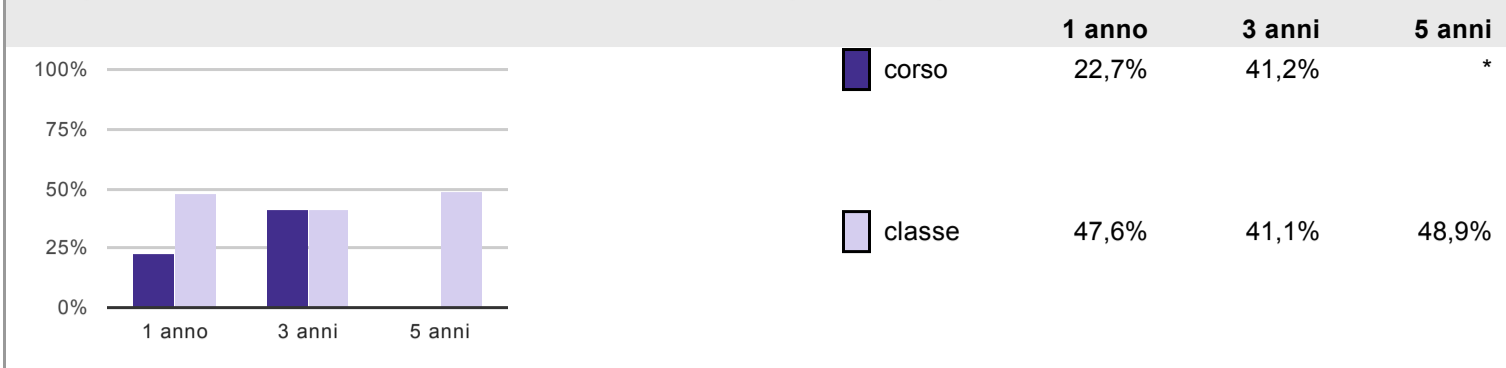 1 anno 3 anni 5 anni
100%
75%
50%
25%
0%
1 anno 3 anni 5 anni
corso 22,7% 41,2% *
classe 47,6% 41,1% 48,9%